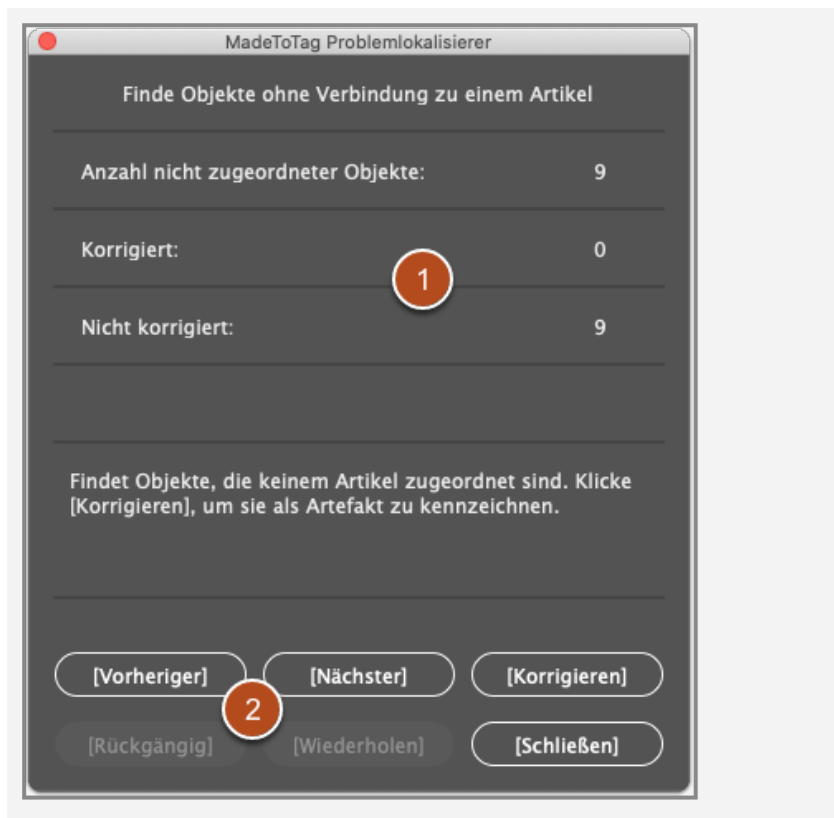 MadeToTag Problemlokalisierer
Finde Objekte ohne Verbindung zu einem Artikel
Anzahl nicht zugeordneter Objekte: 9
Korrigiert: 0
1
Nicht korrigiert: 9
Findet Objekte, die keinem Artikel zugeordnet sind. Klicke
[Korrigieren], um sie als Artefakt zu kennzeichnen.
[Vorheriger] [Nächster] [Korrigieren]
2
[Rückgängig] [Wiederholen] [Schließen]